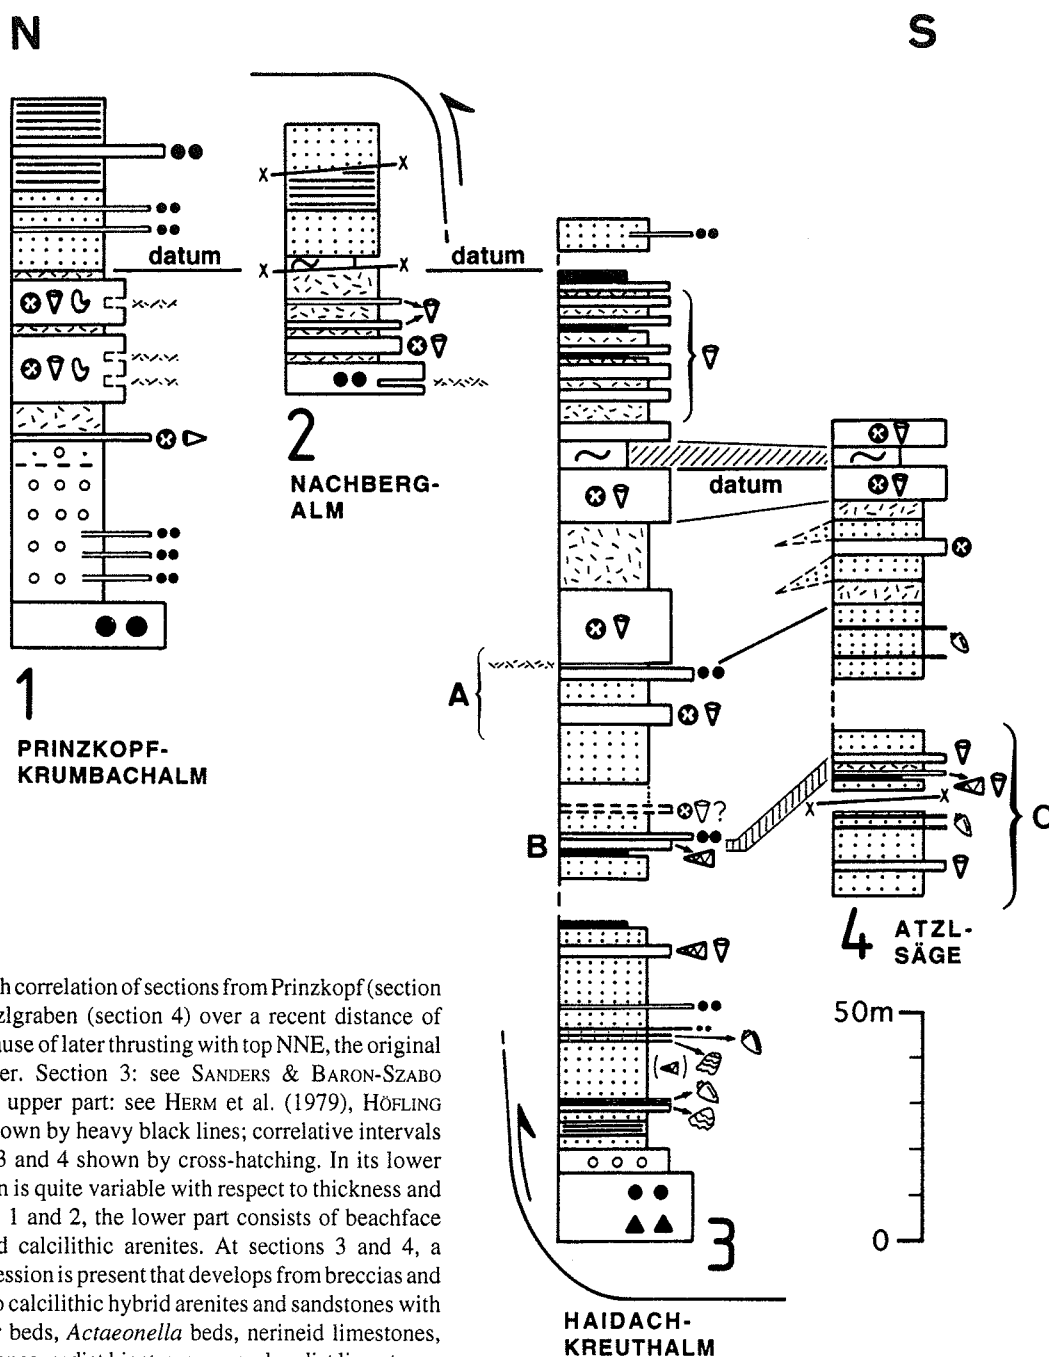 N
S
datum
datum
2
NACHBERG-
ALM
datum
1
PRINZKOPF-
KRUMBACHALM
A
B
?
C
4
ATZL-
SÄGE
50m
0
3
HAIDACH-
KREUTHALM
correlation of sections from Prinzkopf (section
(section 4) over a recent distance of
of later thrusting with top NNE, the original
Section 3: see SANDERS & BARON-SZABO
upper part: see HERM et al. (1979), HÖFLING
by heavy black lines; correlative intervals
3 and 4 shown by cross-hatching. In its lower
is quite variable with respect to thickness and
1 and 2, the lower part consists of beachface
calcilithic arenites. At sections 3 and 4, a
is present that develops from breccias and
calcilithic hybrid arenites and sandstones with
beds, Actaeonella beds, nerineid limestones,